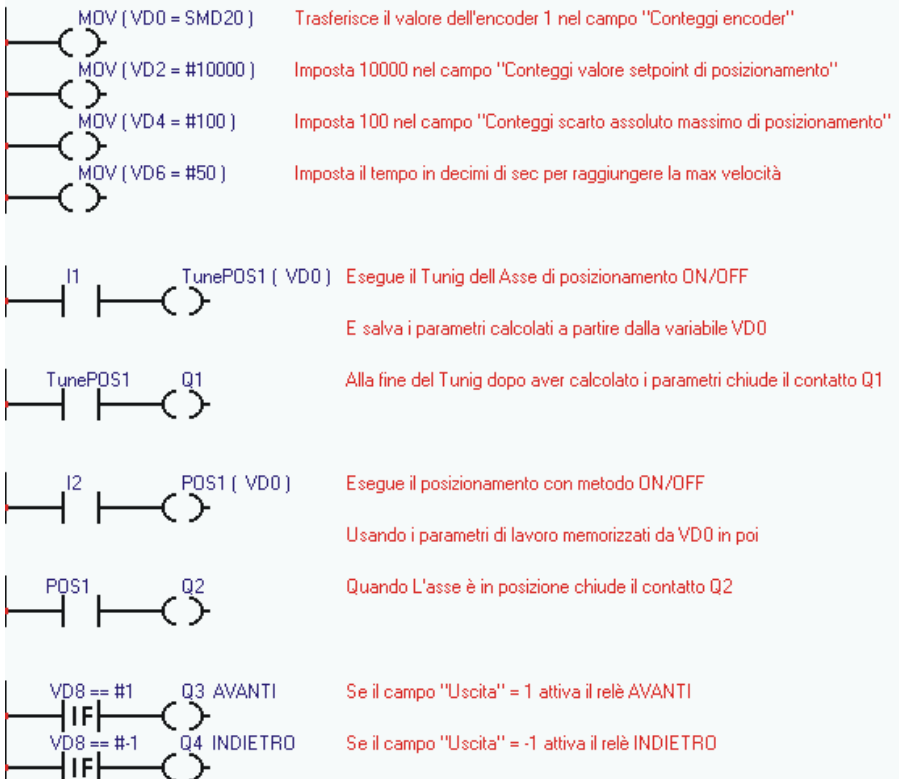 MOV ( VD0 = SMD20 ) Trasferisce il valore dell'encoder 1 nel campo "Conteggi encoder"
MOV ( VD2 = #10000 ) Imposta 10000 nel campo "Conteggi valore setpoint di posizionamento"
MOV ( VD4 = #100 ) Imposta 100 nel campo "Conteggi scarto assoluto massimo di posizionamento"
MOV ( VD6 = #50 ) Imposta il tempo in decimi di sec per raggiungere la max velocità
I1 TunePOS1 ( VD0 ) Esegue il Tunig dell Asse di posizionamento ON/OFF
E salva i parametri calcolati a partire dalla variabile VD0
TunePOS1 Q1 Alla fine del Tunig dopo aver calcolato i parametri chiude il contatto Q1
I2 POS1 ( VD0 ) Esegue il posizionamento con metodo ON/OFF
Usando i parametri di lavoro memorizzati da VD0 in poi
POS1 Q2 Quando L'asse è in posizione chiude il contatto Q2
VD8 == #1 Q3 AVANTI Se il campo "Uscita" = 1 attiva il relè AVANTI
IF
VD8 == #-1 Q4 INDIETRO Se il campo "Uscita" = -1 attiva il relè INDIETRO
IF